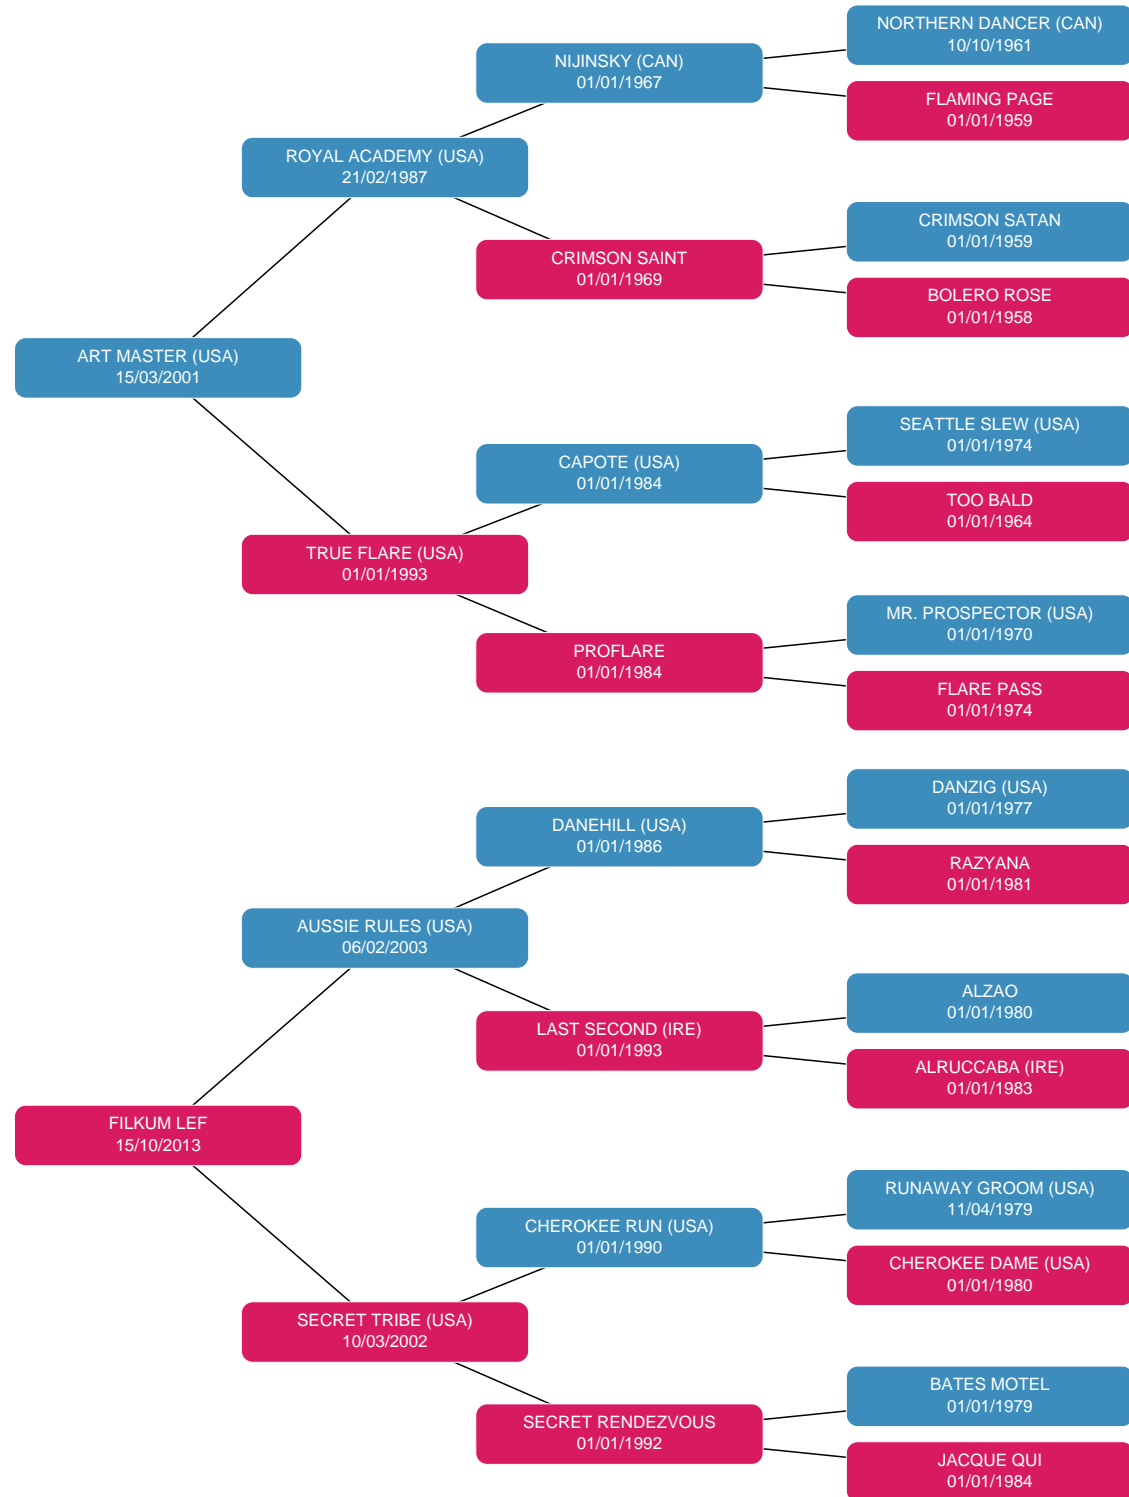 NORTHERN DANCER (CAN)
10/10/1961
NIJINSKY (CAN)
01/01/1967
FLAMING PAGE
01/01/1959
ROYAL ACADEMY (USA)
21/02/1987
CRIMSON SATAN
01/01/1959
CRIMSON SAINT
01/01/1969
BOLERO ROSE
01/01/1958
ART MASTER (USA)
15/03/2001
SEATTLE SLEW (USA)
01/01/1974
CAPOTE (USA)
01/01/1984
TOO BALD
01/01/1964
TRUE FLARE (USA)
01/01/1993
MR. PROSPECTOR (USA)
01/01/1970
PROFLARE
01/01/1984
FLARE PASS
01/01/1974
DANZIG (USA)
01/01/1977
DANEHILL (USA)
01/01/1986
RAZYANA
01/01/1981
AUSSIE RULES (USA)
06/02/2003
ALZAO
01/01/1980
LAST SECOND (IRE)
01/01/1993
ALRUCCABA (IRE)
01/01/1983
FILKUM LEF
15/10/2013
RUNAWAY GROOM (USA)
11/04/1979
CHEROKEE RUN (USA)
01/01/1990
CHEROKEE DAME (USA)
01/01/1980
SECRET TRIBE (USA)
10/03/2002
BATES MOTEL
01/01/1979
SECRET RENDEZVOUS
01/01/1992
JACQUE QUI
01/01/1984